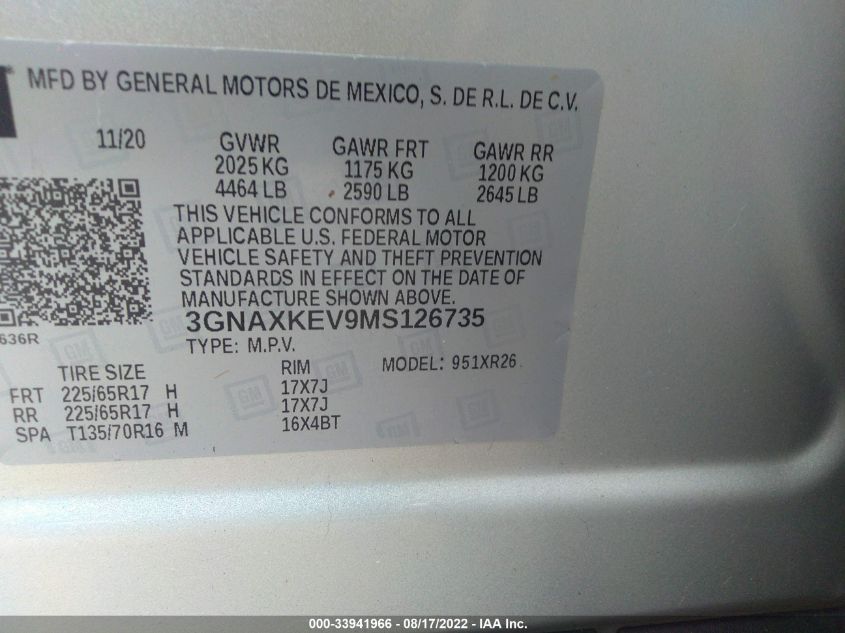 MFD BY GENERAL MOTORS DE MEXICO, S. DE R.L. DE C.V.
11/20 GVWR GAWR FRT GAWR RR
2025 KG 1175 KG 1200 KG
4464 LB 2590 LB 2645 LB
THIS VEHICLE CONFORMS TO ALL
APPLICABLE U.S. FEDERAL MOTOR
VEHICLE SAFETY AND THEFT PREVENTION
STANDARDS IN EFFECT ON THE DATE OF
MANUFACTURE SHOWN ABOVE.
3GNAXKEV9MS126735
636R
TYPE: M.P.V. MODEL: 951XR26
TIRE SIZE RIM
FRT 225/65R17 H 17X7J
RR 225/65R17 H 17X7J
SPA T135/70R16 M 16X4BT
GM
000-33941966 - 08/17/2022 - IAA Inc.